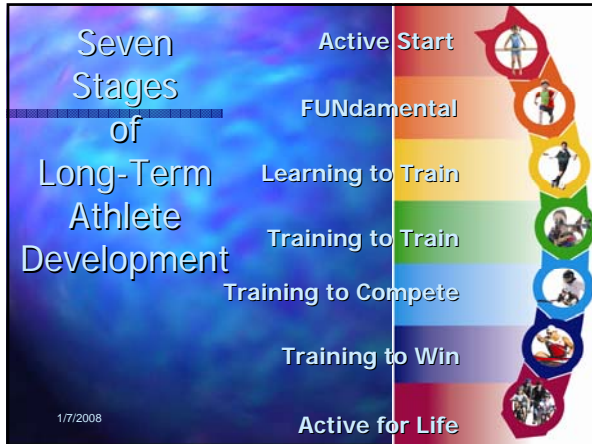 Seven
Stages
of
Long-Term
Athlete
Development
Active Start
FUNdamental
Learning to Train
Training to Train
Training to Compete
Training to Win
Active for Life
1/7/2008